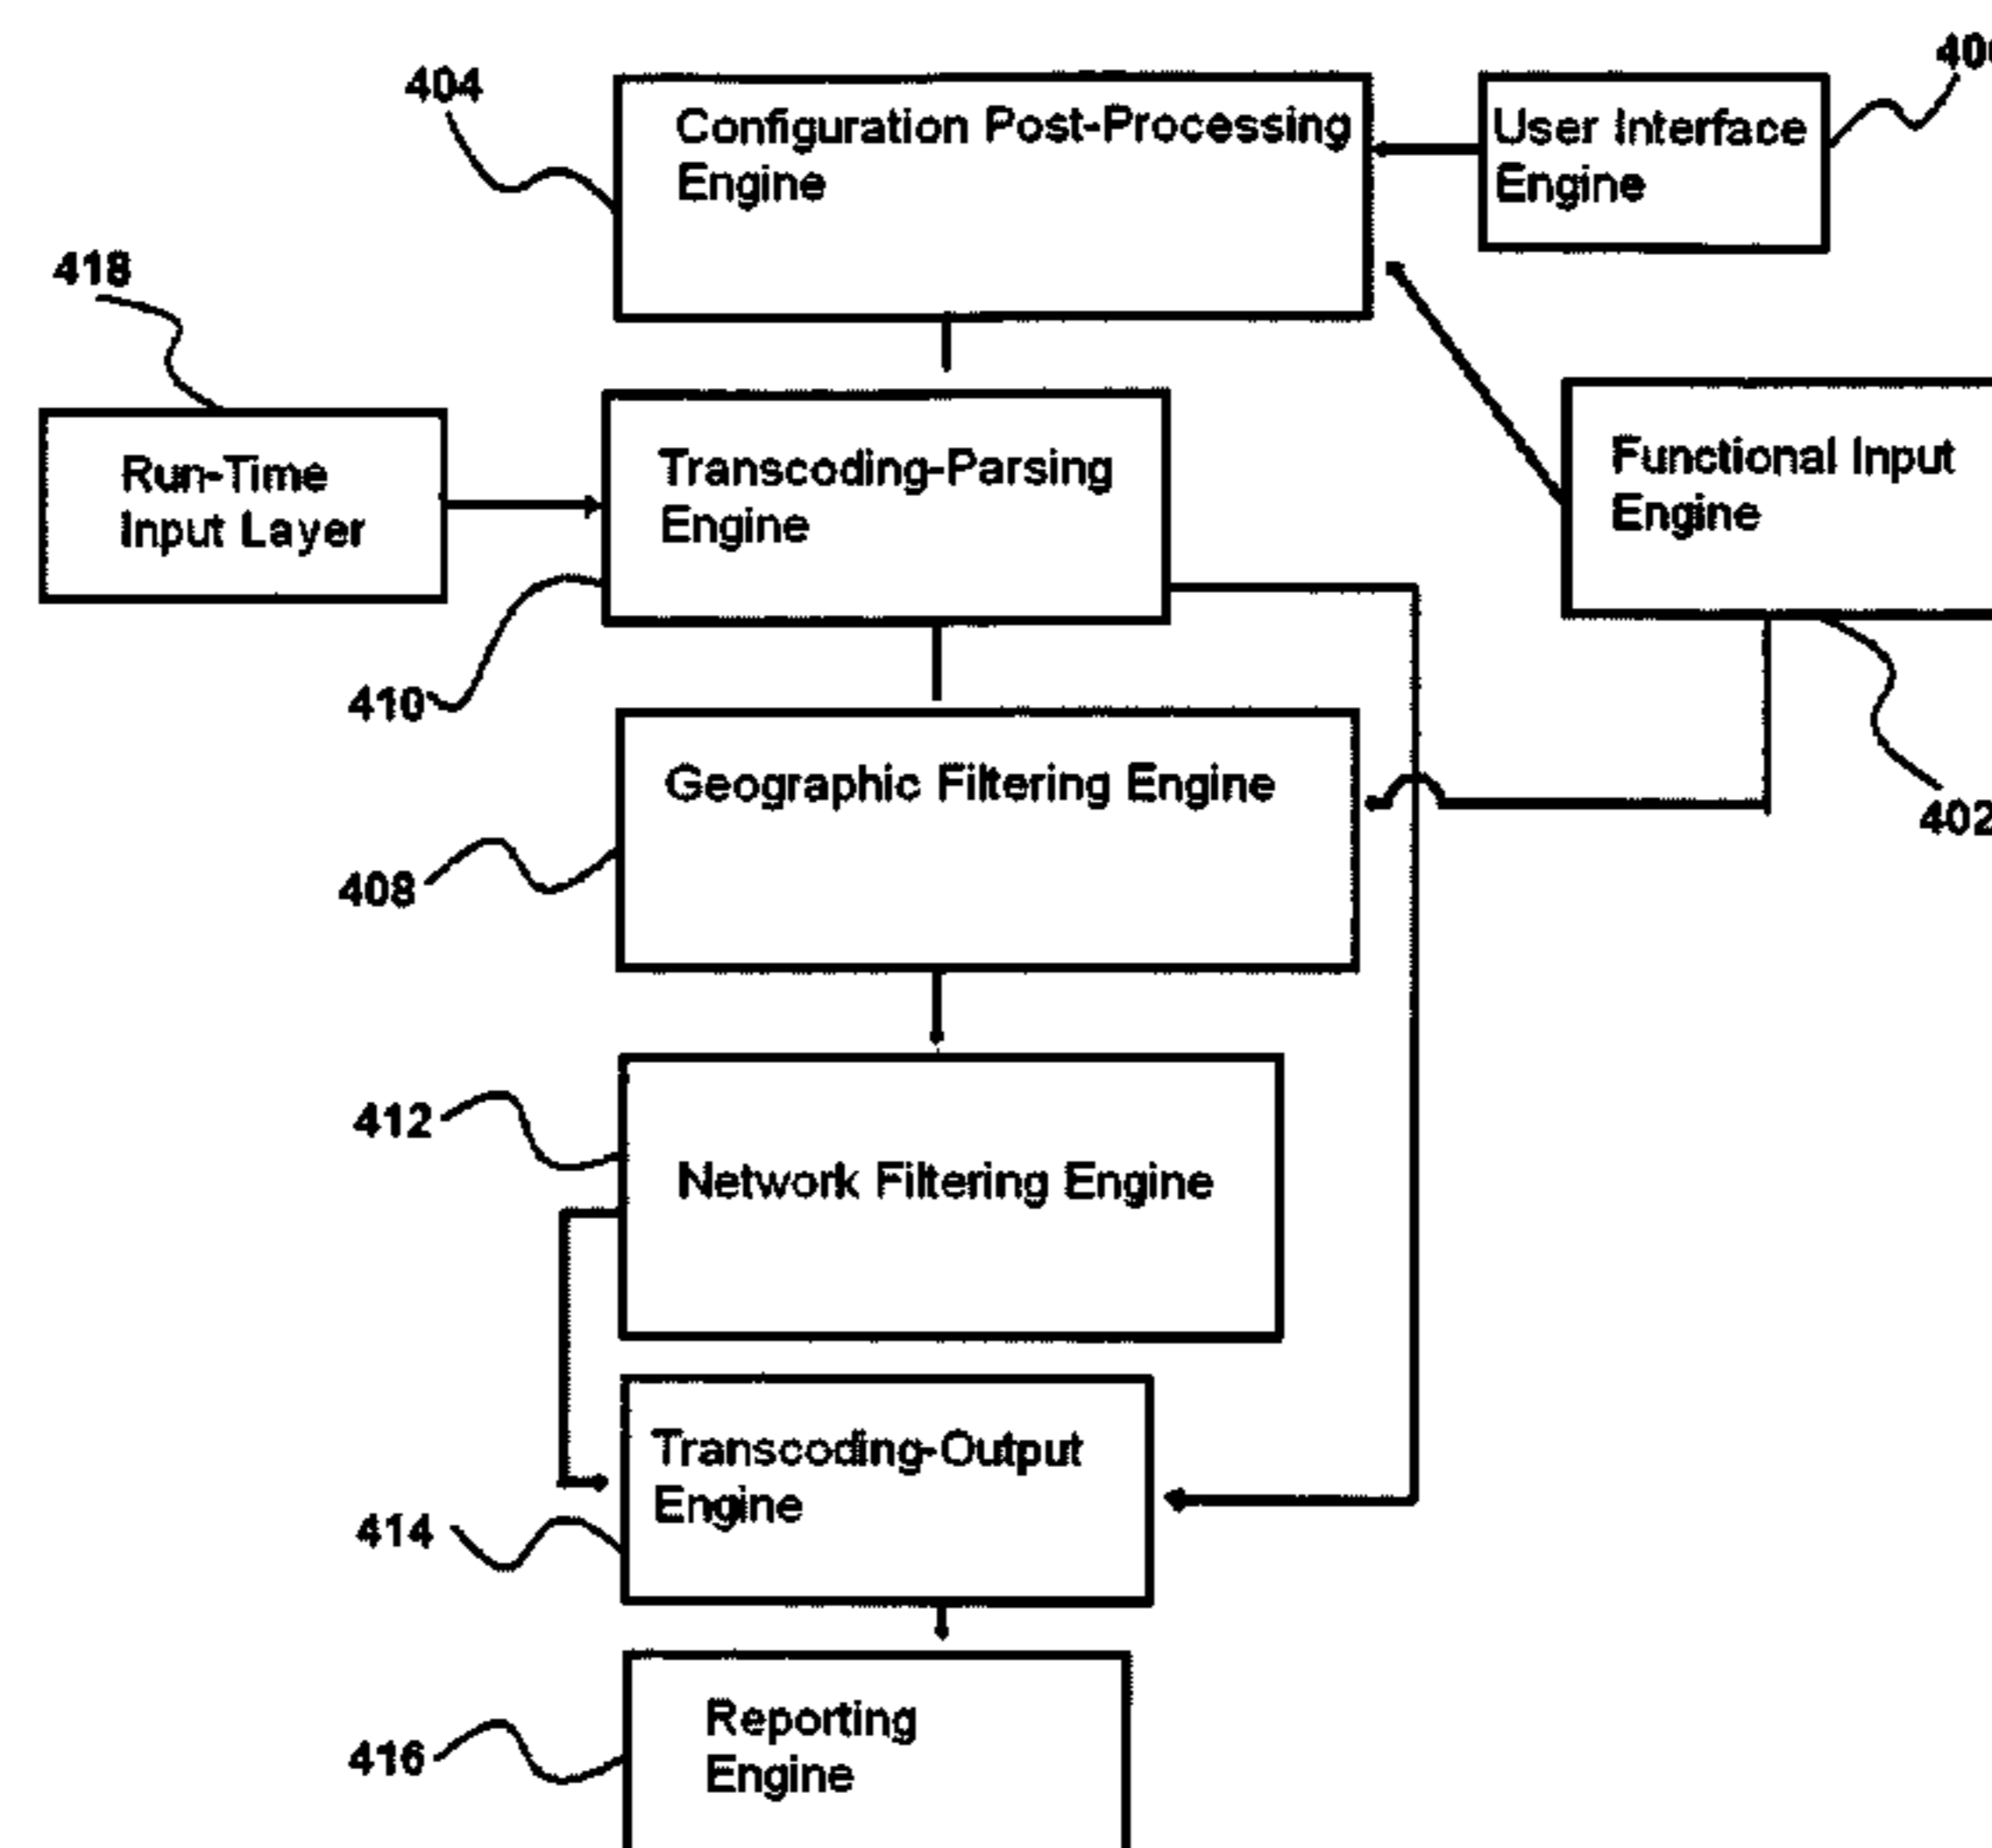 404
Configuration Post-Processing
Engine
User Interface
Engine
418
Run-Time
Input Layer
Transcoding-Parsing
Engine
Functional Input
Engine
410
Geographic Filtering Engine
402
408
412
Network Filtering Engine
Transcoding-Output
Engine
414
Reporting
Engine
416